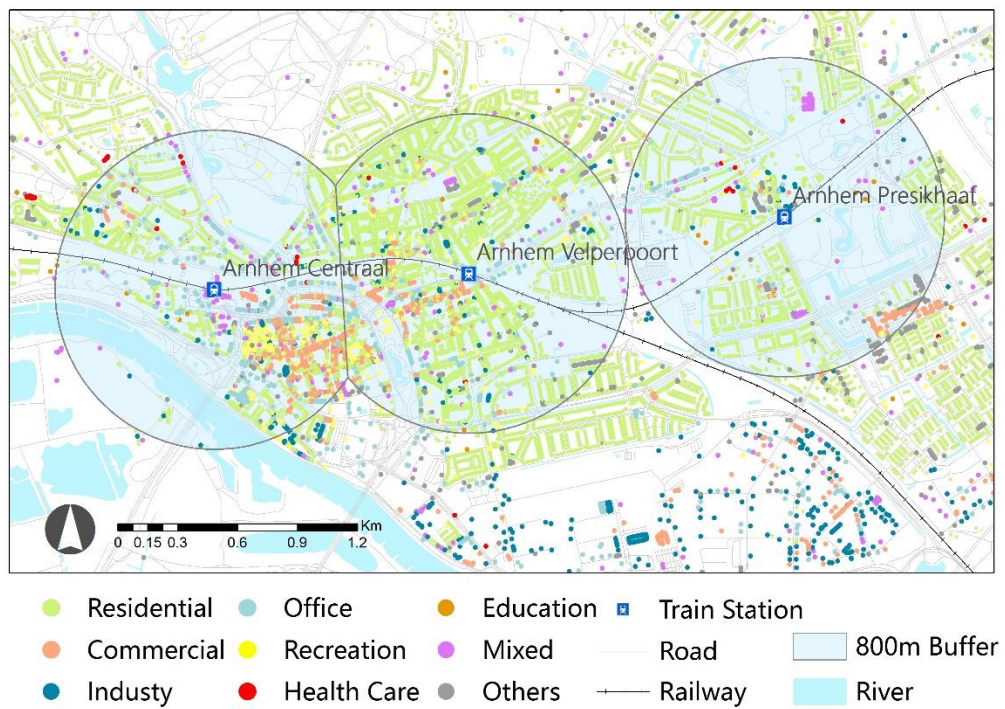 Arnhem Presikhaaf
Arnhem Velperpoort
Arnhem Centraal
Km
0 0.15 0.3 0.6 0.9 1.2
Residential Office Education Train Station
Commercial Recreation Mixed Road 800m Buffer
Industy Health Care Others Railway River